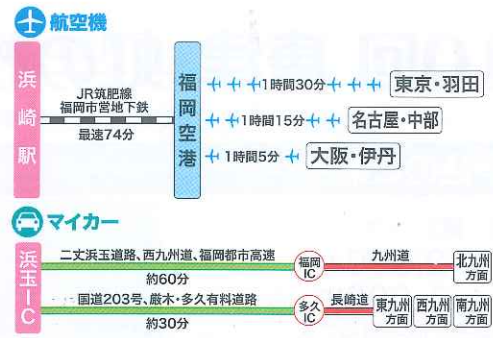 航空機
浜崎駅
JR筑肥線
福岡市営地下鉄
最速74分
福岡空港
1時間30分
東京・羽田
1時間15分
名古屋・中部
1時間5分
大阪・伊丹
マイカー
浜玉IC
二丈浜玉道路、西九州道、福岡都市高速
約60分
福岡IC
九州道
北九州方面
国道203号、厳木・多久有料道路
約30分
多久IC
長崎道
東九州方面
西九州方面
南九州方面